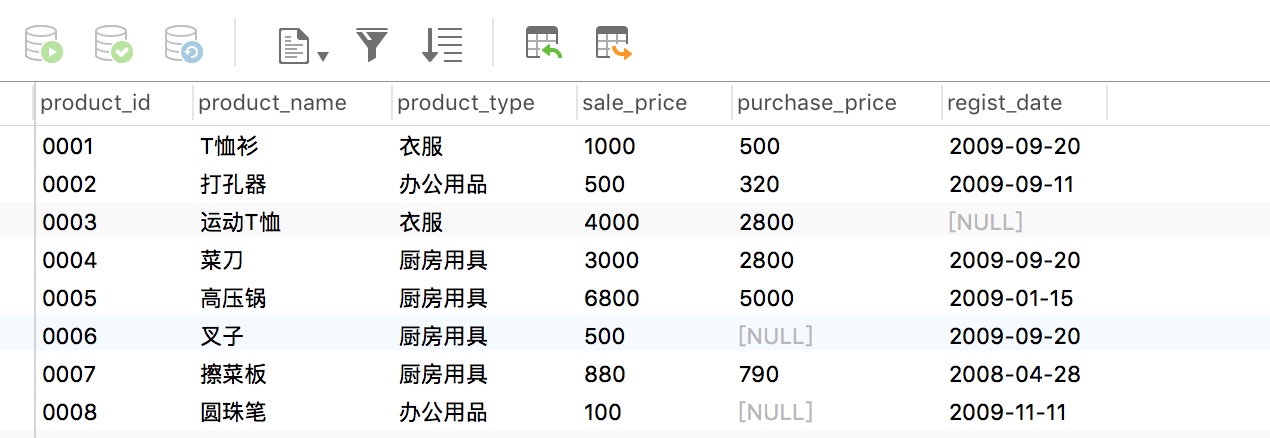 product_id product_name product_type sale_price purchase_price regist_date
0001 T恤衫 衣服 1000 500 2009-09-20
0002 打孔器 办公用品 500 320 2009-09-11
0003 运动T恤 衣服 4000 2800 [NULL]
0004 菜刀 厨房用具 3000 2800 2009-09-20
0005 高压锅 厨房用具 6800 5000 2009-01-15
0006 叉子 厨房用具 500 [NULL] 2009-09-20
0007 擦菜板 厨房用具 880 790 2008-04-28
0008 圆珠笔 办公用品 100 [NULL] 2009-11-11